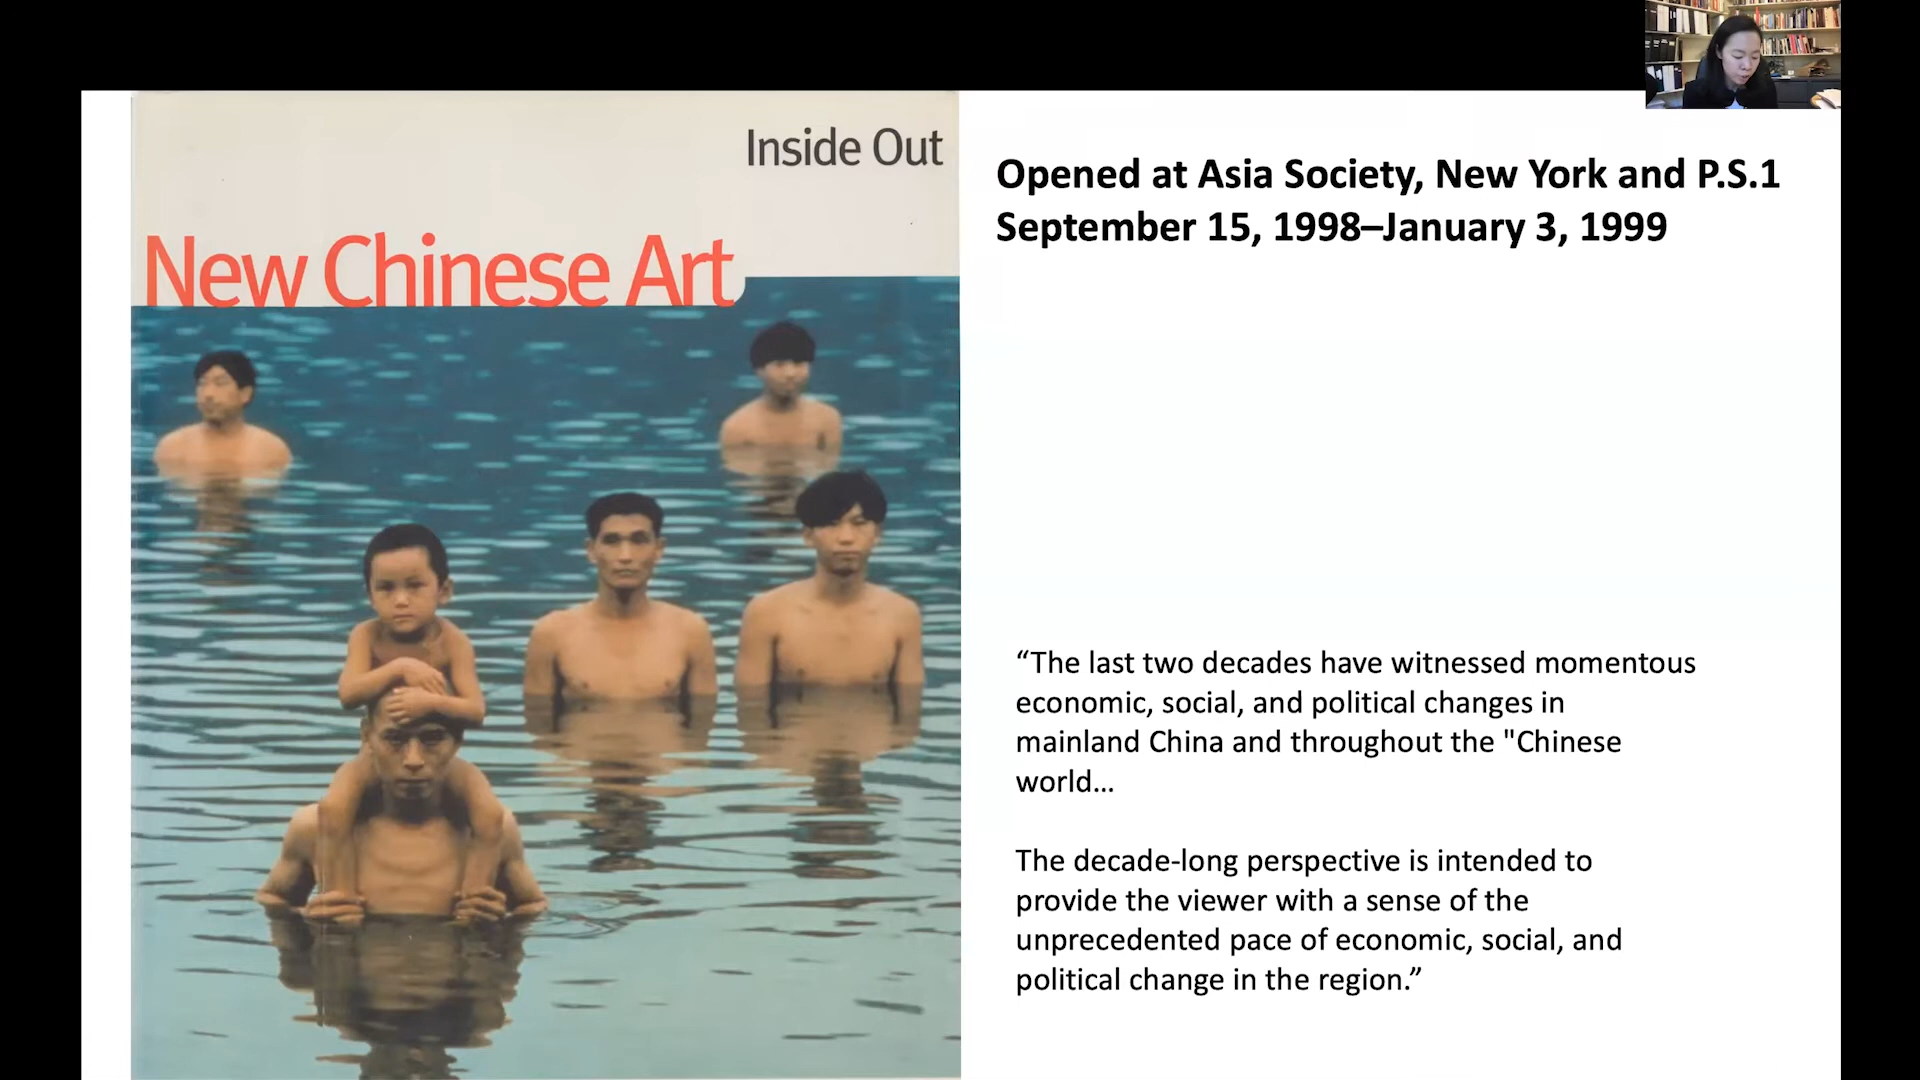 Inside Out
New Chinese Art
Opened at Asia Society, New York and P.S.1
September 15, 1998–January 3, 1999
“The last two decades have witnessed momentous
economic, social, and political changes in
mainland China and throughout the "Chinese
world…
The decade-long perspective is intended to
provide the viewer with a sense of the
unprecedented pace of economic, social, and
political change in the region.”